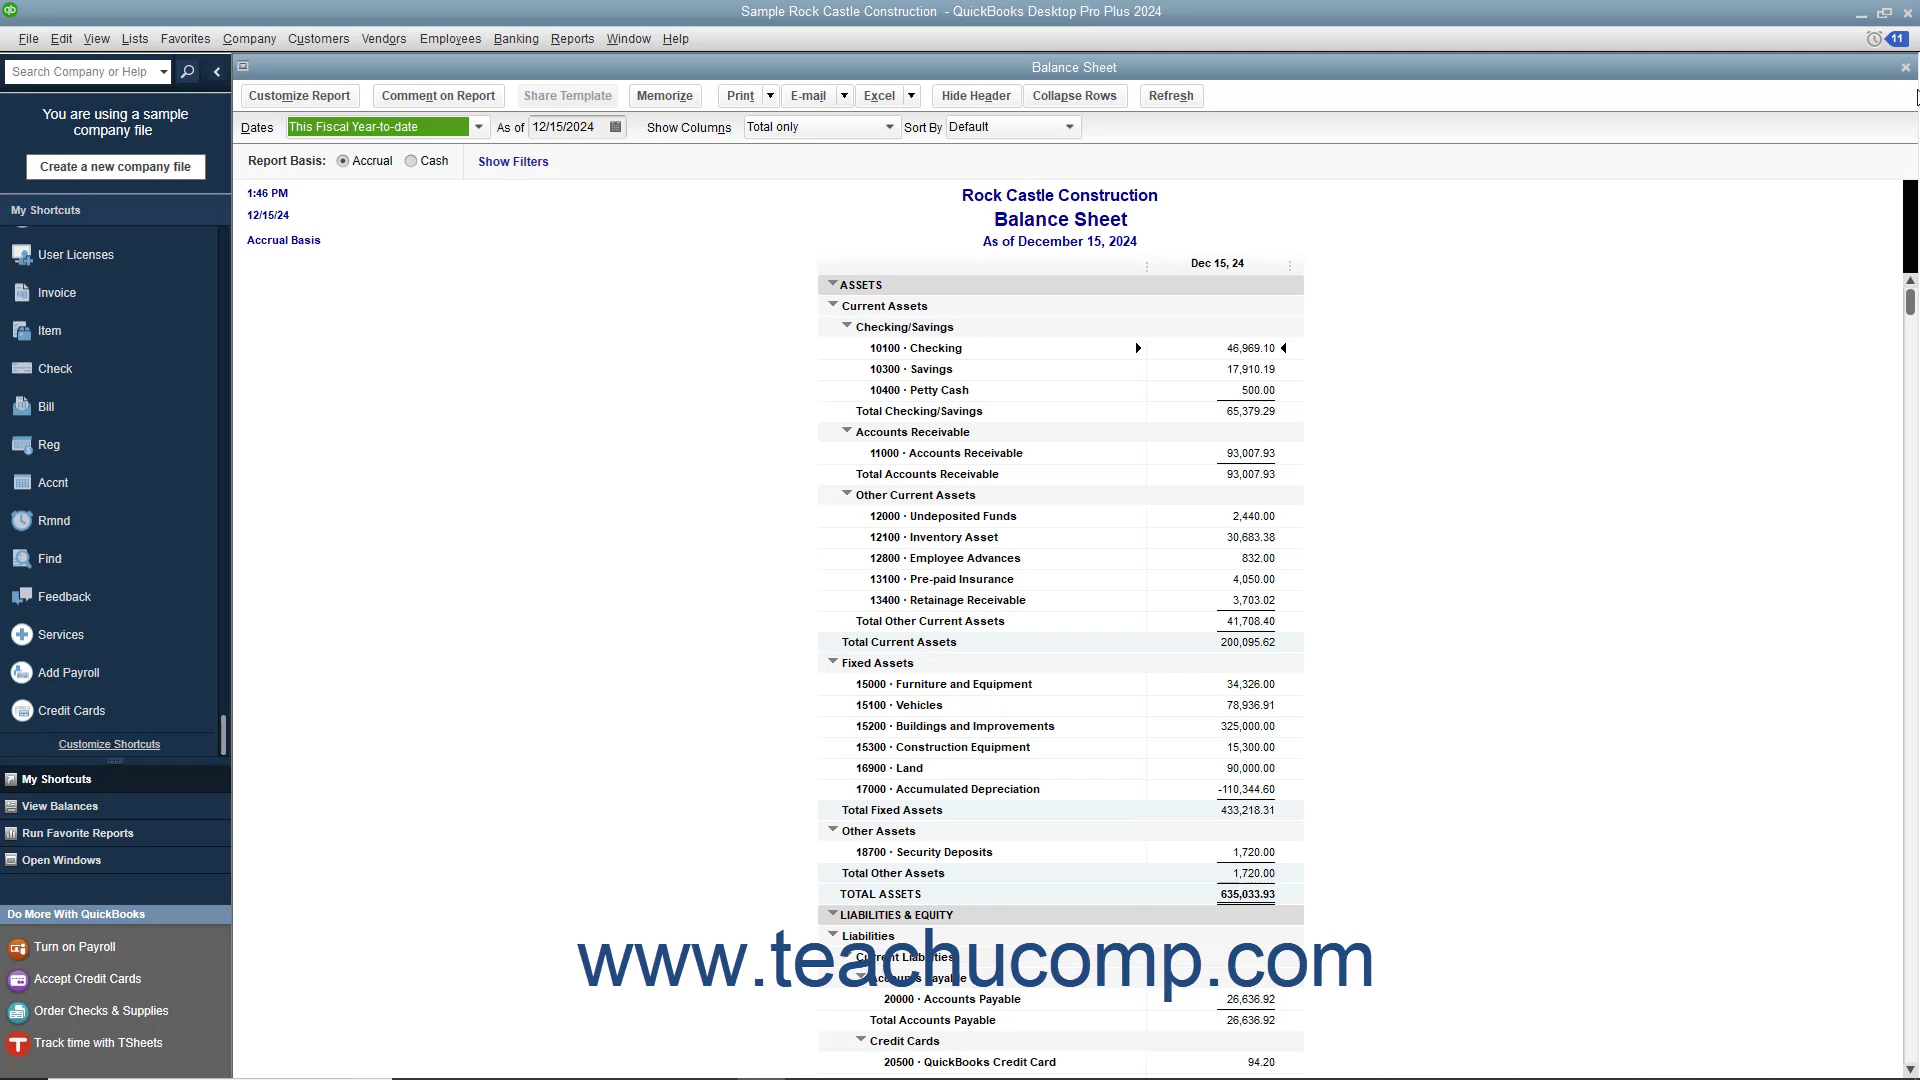 Sample Rock Castle Construction - QuickBooks Desktop Pro Plus 2024
File Edit View Lists Favorites Company Customers Vendors Employees Banking Reports Window Help
11
Search Company or Help
Balance Sheet
You are using a sample
company file
Create a new company file
My Shortcuts
User Licenses
Invoice
Item
Check
Bill
Reg
Accnt
Rmnd
Find
Feedback
Services
Add Payroll
Credit Cards
Customize Shortcuts
My Shortcuts
View Balances
Run Favorite Reports
Open Windows
Do More With QuickBooks
Turn on Payroll
Accept Credit Cards
Order Checks & Supplies
Track time with TSheets
Customize Report Comment on Report Share Template Memorize Print E-mail Excel Hide Header Collapse Rows Refresh
Dates This Fiscal Year-to-date As of 12/15/2024 Show Columns Total only Sort By Default
Report Basis: Accrual Cash Show Filters
1:46 PM
12/15/24
Accrual Basis
Rock Castle Construction
Balance Sheet
As of December 15, 2024
Dec 15, 24
ASSETS
Current Assets
Checking/Savings
10100 · Checking 46,969.10
10300 · Savings 17,910.19
10400 · Petty Cash 500.00
Total Checking/Savings 65,379.29
Accounts Receivable
11000 · Accounts Receivable 93,007.93
Total Accounts Receivable 93,007.93
Other Current Assets
12000 · Undeposited Funds 2,440.00
12100 · Inventory Asset 30,683.38
12800 · Employee Advances 832.00
13100 · Pre-paid Insurance 4,050.00
13400 · Retainage Receivable 3,703.02
Total Other Current Assets 41,708.40
Total Current Assets 200,095.62
Fixed Assets
15000 · Furniture and Equipment 34,326.00
15100 · Vehicles 78,936.91
15200 · Buildings and Improvements 325,000.00
15300 · Construction Equipment 15,300.00
16900 · Land 90,000.00
17000 · Accumulated Depreciation -110,344.60
Total Fixed Assets 433,218.31
Other Assets
18700 · Security Deposits 1,720.00
Total Other Assets 1,720.00
TOTAL ASSETS 635,033.93
LIABILITIES & EQUITY
Liabilities
Current Liabilities
Accounts Payable
www.teachucomp.com
20000 · Accounts Payable 26,636.92
Total Accounts Payable 26,636.92
Credit Cards
20500 · QuickBooks Credit Card 94.20